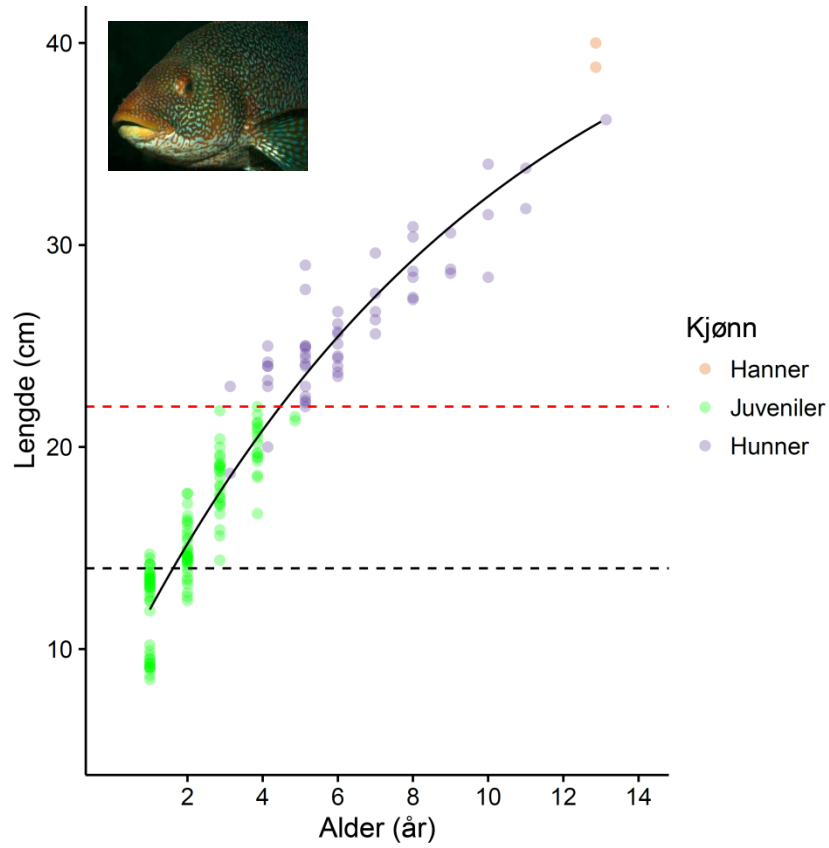 40
30
20
10
Lengde (cm)
2 4 6 8 10 12 14
Alder (år)
Kjønn
Hanner
Juveniler
Hunner